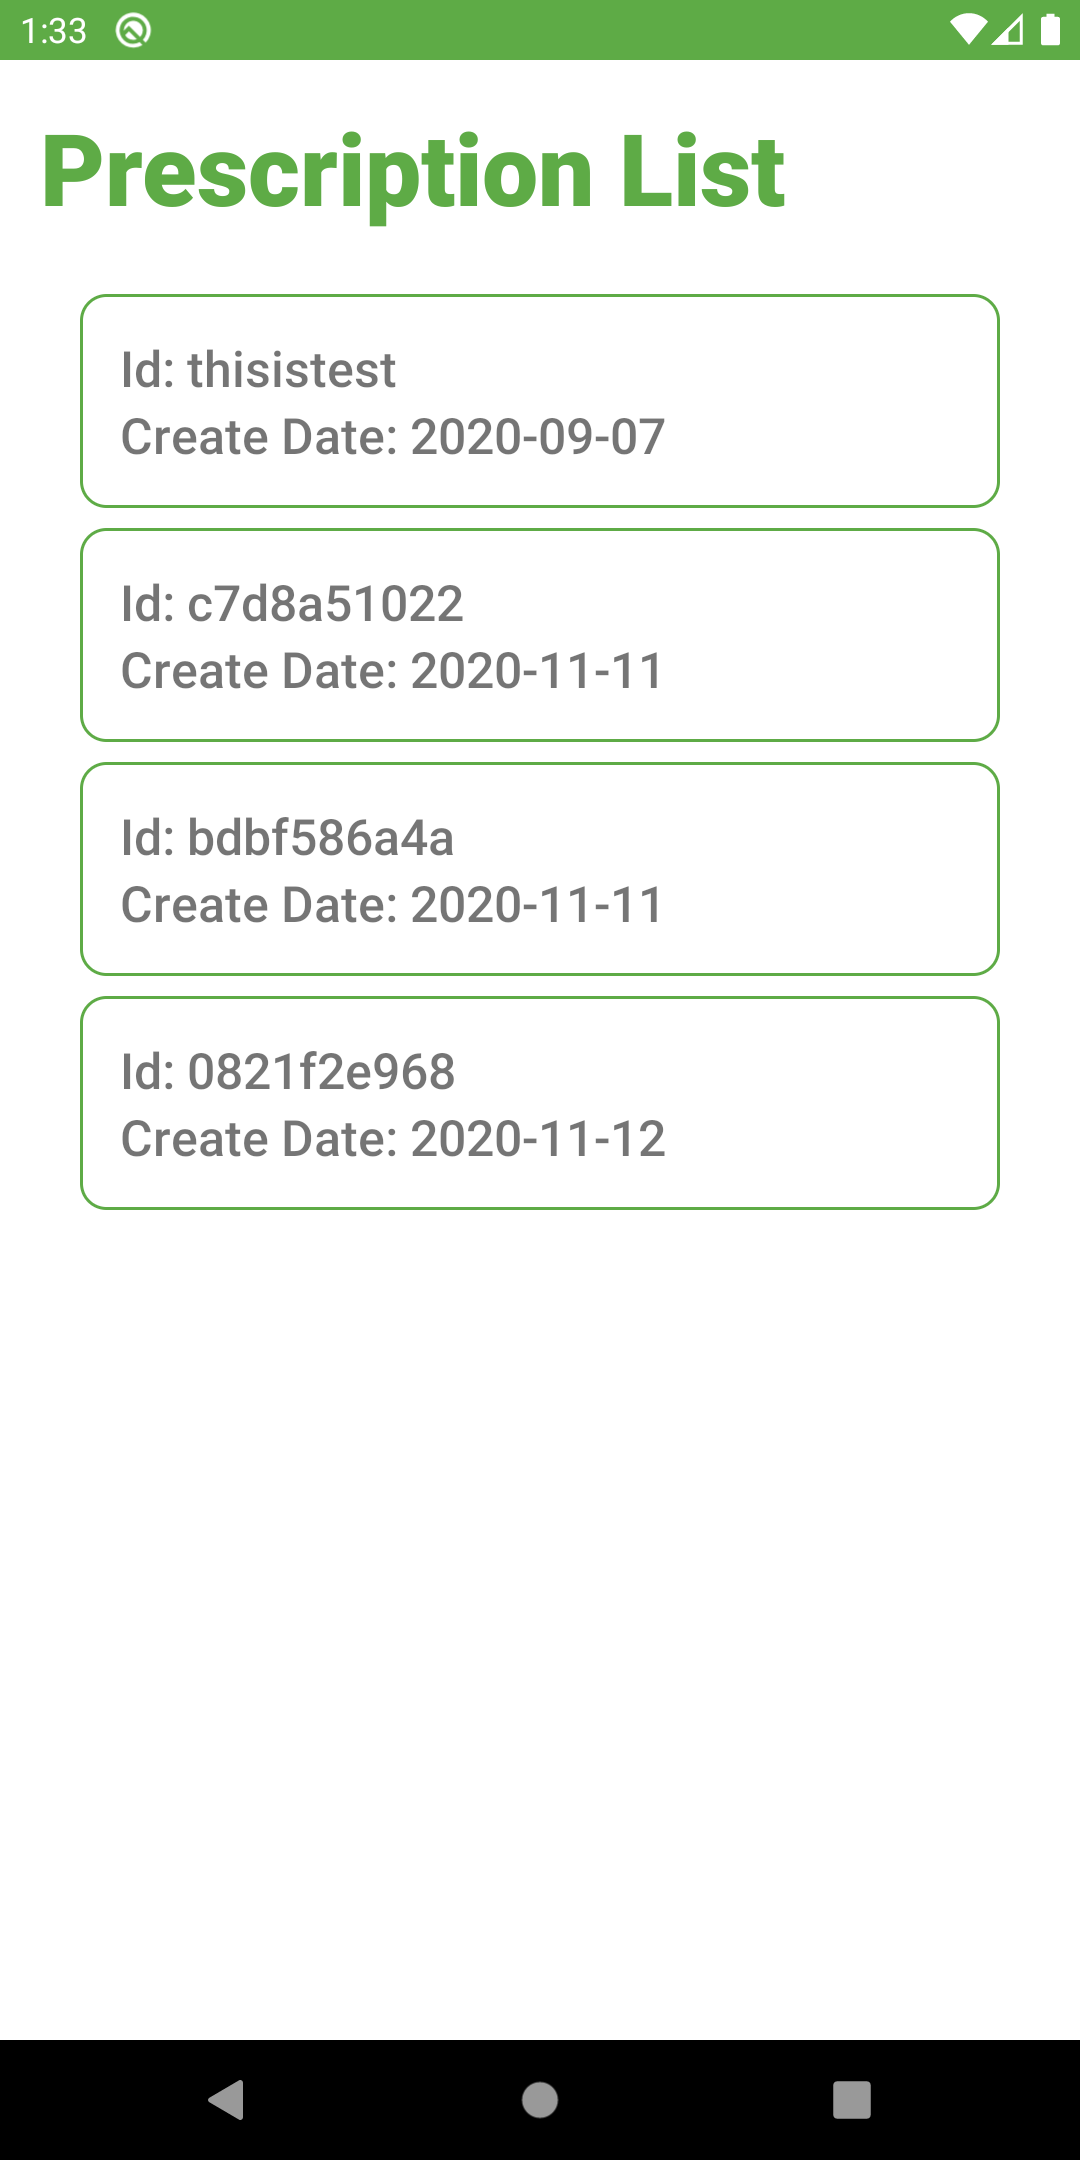 1:33
Prescription List
Id: thisistest
Create Date: 2020-09-07
Id: c7d8a51022
Create Date: 2020-11-11
Id: bdbf586a4a
Create Date: 2020-11-11
Id: 0821f2e968
Create Date: 2020-11-12